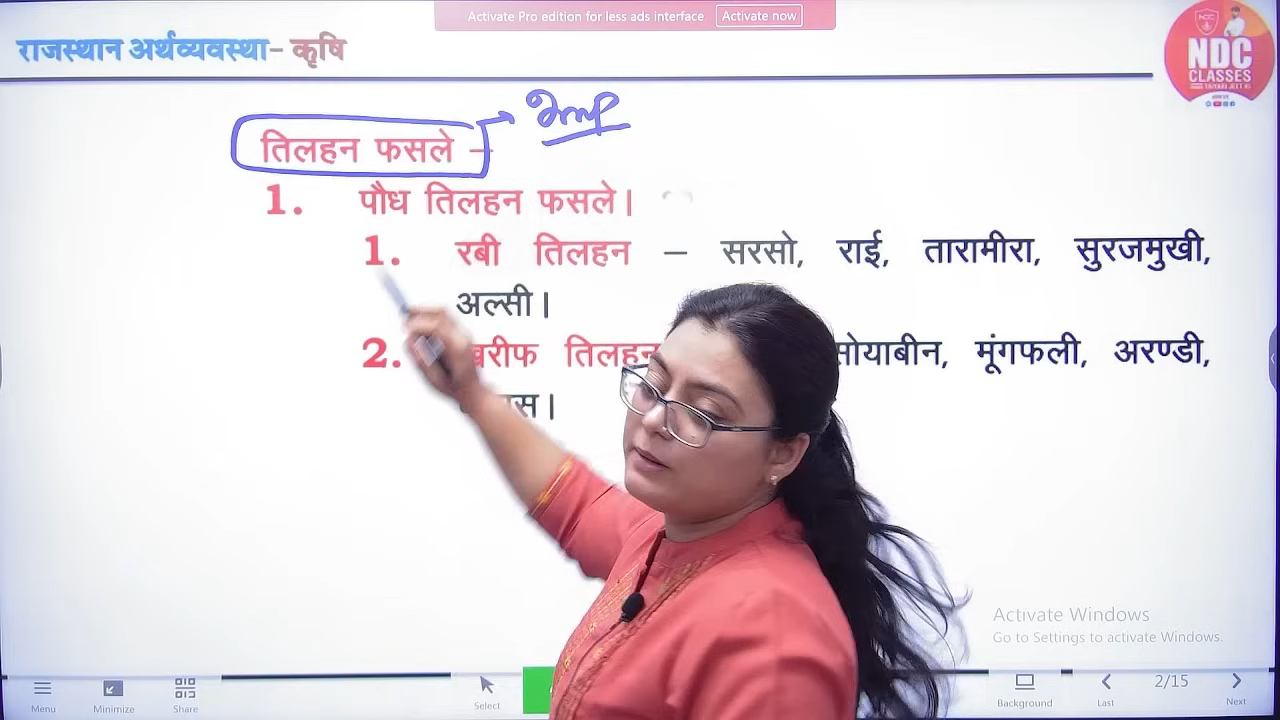 Activate Pro edition for less ads interface Activate now
राजस्थान अर्थव्यवस्था- कृषि
NDC
CLASSES
Imp
तिलहन फसले –
1. पौध तिलहन फसले।
1. रबी तिलहन – सरसो, राई, तारामीरा, सुरजमुखी,
अल्सी।
2. तिलहन सोयाबीन, मूंगफली, अरण्डी,
Activate Windows
Go to Settings to activate Windows.
Menu Minimize Share Select Background Last 2/15 Next